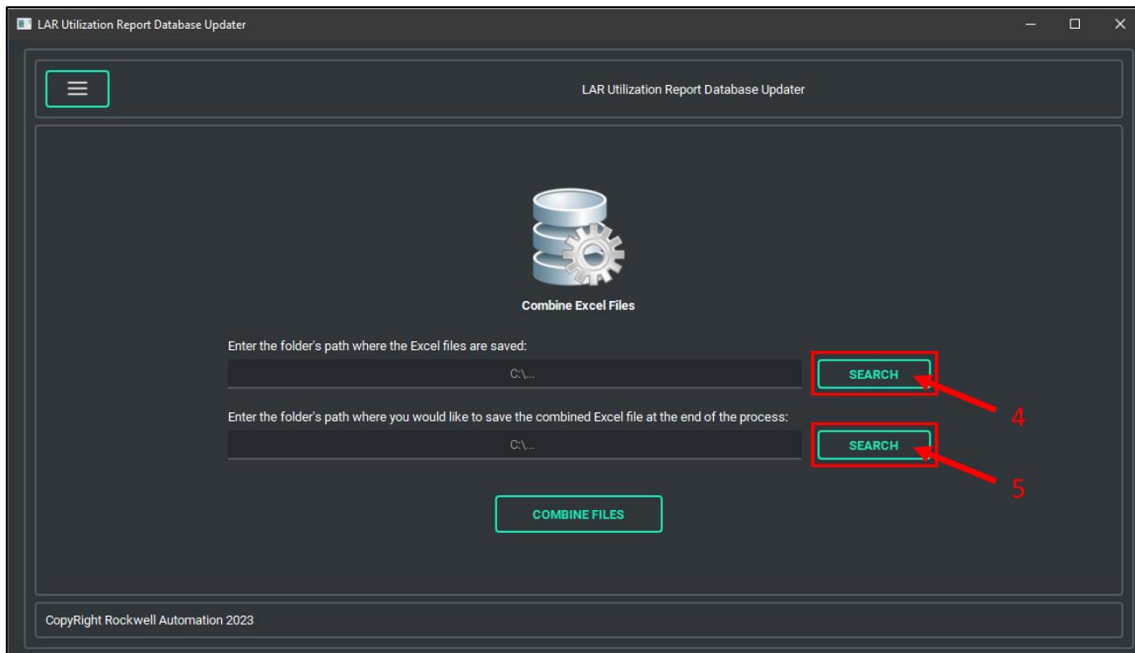 LAR Utilization Report Database Updater
LAR Utilization Report Database Updater
Combine Excel Files
Enter the folder's path where the Excel files are saved:
C:\...
SEARCH
4
Enter the folder's path where you would like to save the combined Excel file at the end of the process:
C:\...
SEARCH
5
COMBINE FILES
CopyRight Rockwell Automation 2023